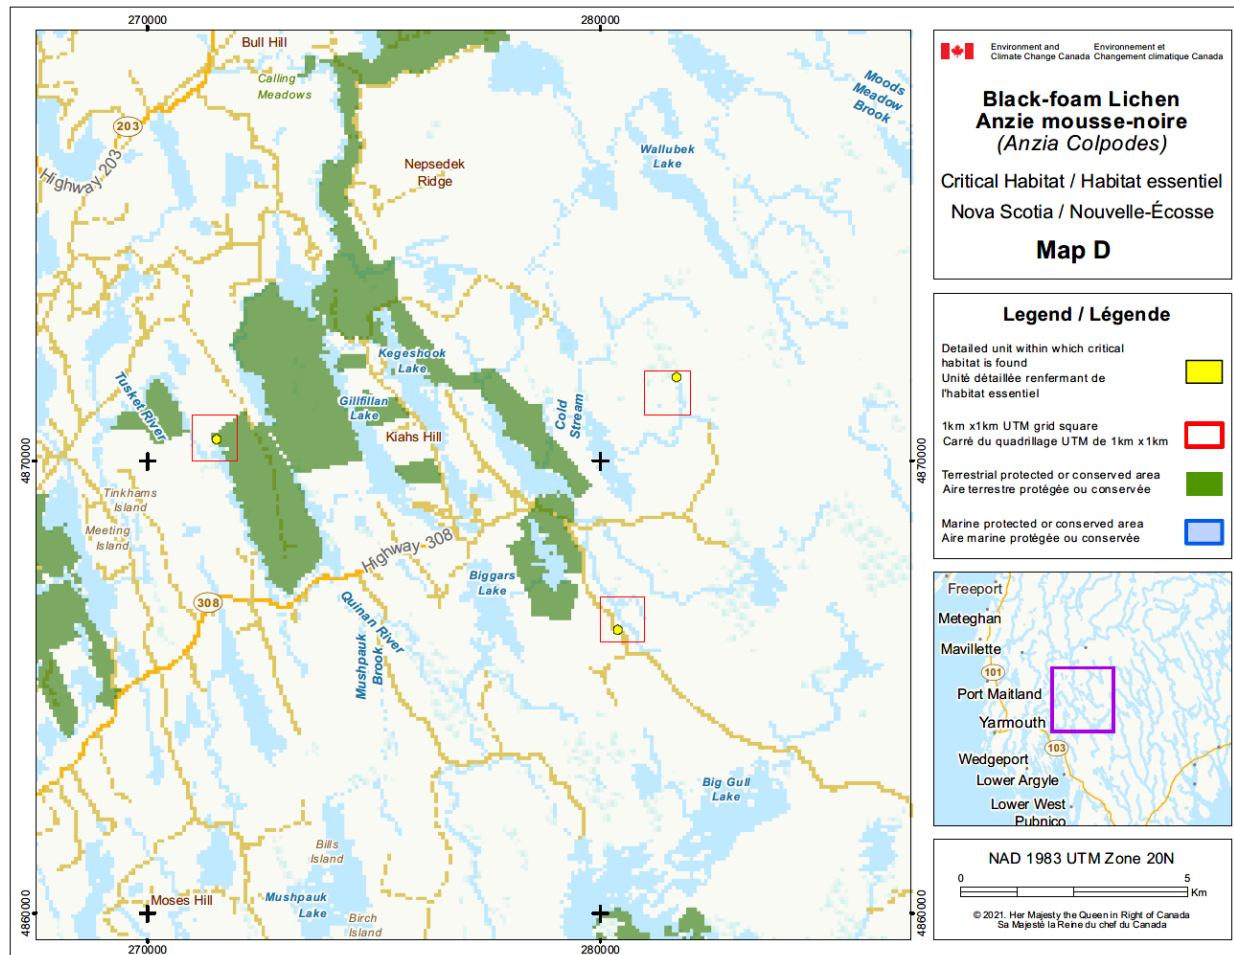 270000
280000
Bull Hill
Calling
Meadows
Moods
Meadow
Brook
203
Highway 203
Nepsedek
Ridge
Wallubek
Lake
Kegeshook
Lake
Tusket River
Gillfillan
Lake
Cold
Stream
Kiahs Hill
4870000
4870000
Tinkhams
Island
Meeting
Island
Highway 308
Biggars
Lake
308
Quinan River
Mushpauk
Brook
Big Gull
Lake
Bills
Island
Moses Hill
Mushpauk
Lake
Birch
Island
4860000
4860000
270000
280000
Environment and
Climate Change Canada
Environnement et
Changement climatique Canada
Black-foam Lichen
Anzie mousse-noire
(Anzia Colpodes)
Critical Habitat / Habitat essentiel
Nova Scotia / Nouvelle-Écosse
Map D
Legend / Légende
Detailed unit within which critical
habitat is found
Unité détaillée renfermant de
l'habitat essentiel
1km x1km UTM grid square
Carré du quadrillage UTM de 1km x1km
Terrestrial protected or conserved area
Aire terrestre protégée ou conservée
Marine protected or conserved area
Aire marine protégée ou conservée
Freeport
Meteghan
Mavillette
101
Port Maitland
Yarmouth
103
Wedgeport
Lower Argyle
Lower West
Pubnico
NAD 1983 UTM Zone 20N
0
5
Km
© 2021. Her Majesty the Queen in Right of Canada
Sa Majesté la Reine du chef du Canada